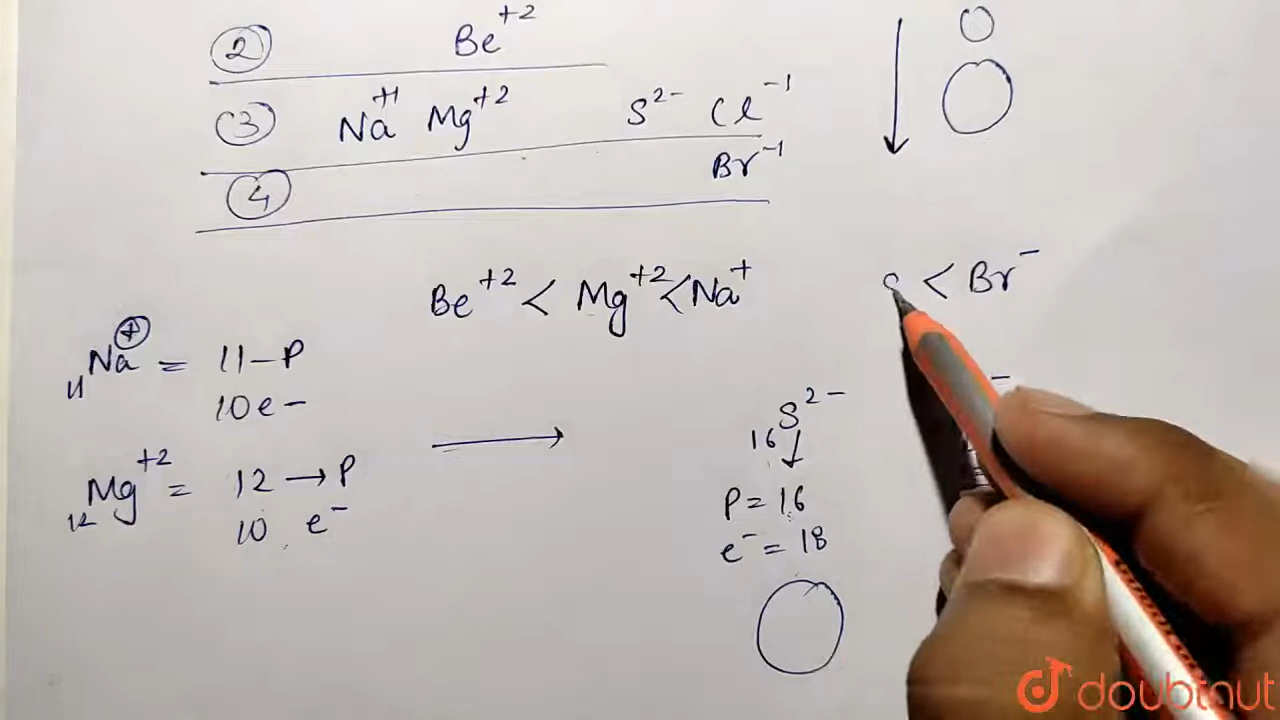 (2) Be+2
(3) Na+1 Mg+2 S2- Cl-1
(4) Br-1
Be+2 < Mg+2 < Na+
S < Br-
11Na+ = 11-P
10e-
12Mg+2 = 12 → P
10 e-
16S2-
P = 16
e- = 18
doubtnut